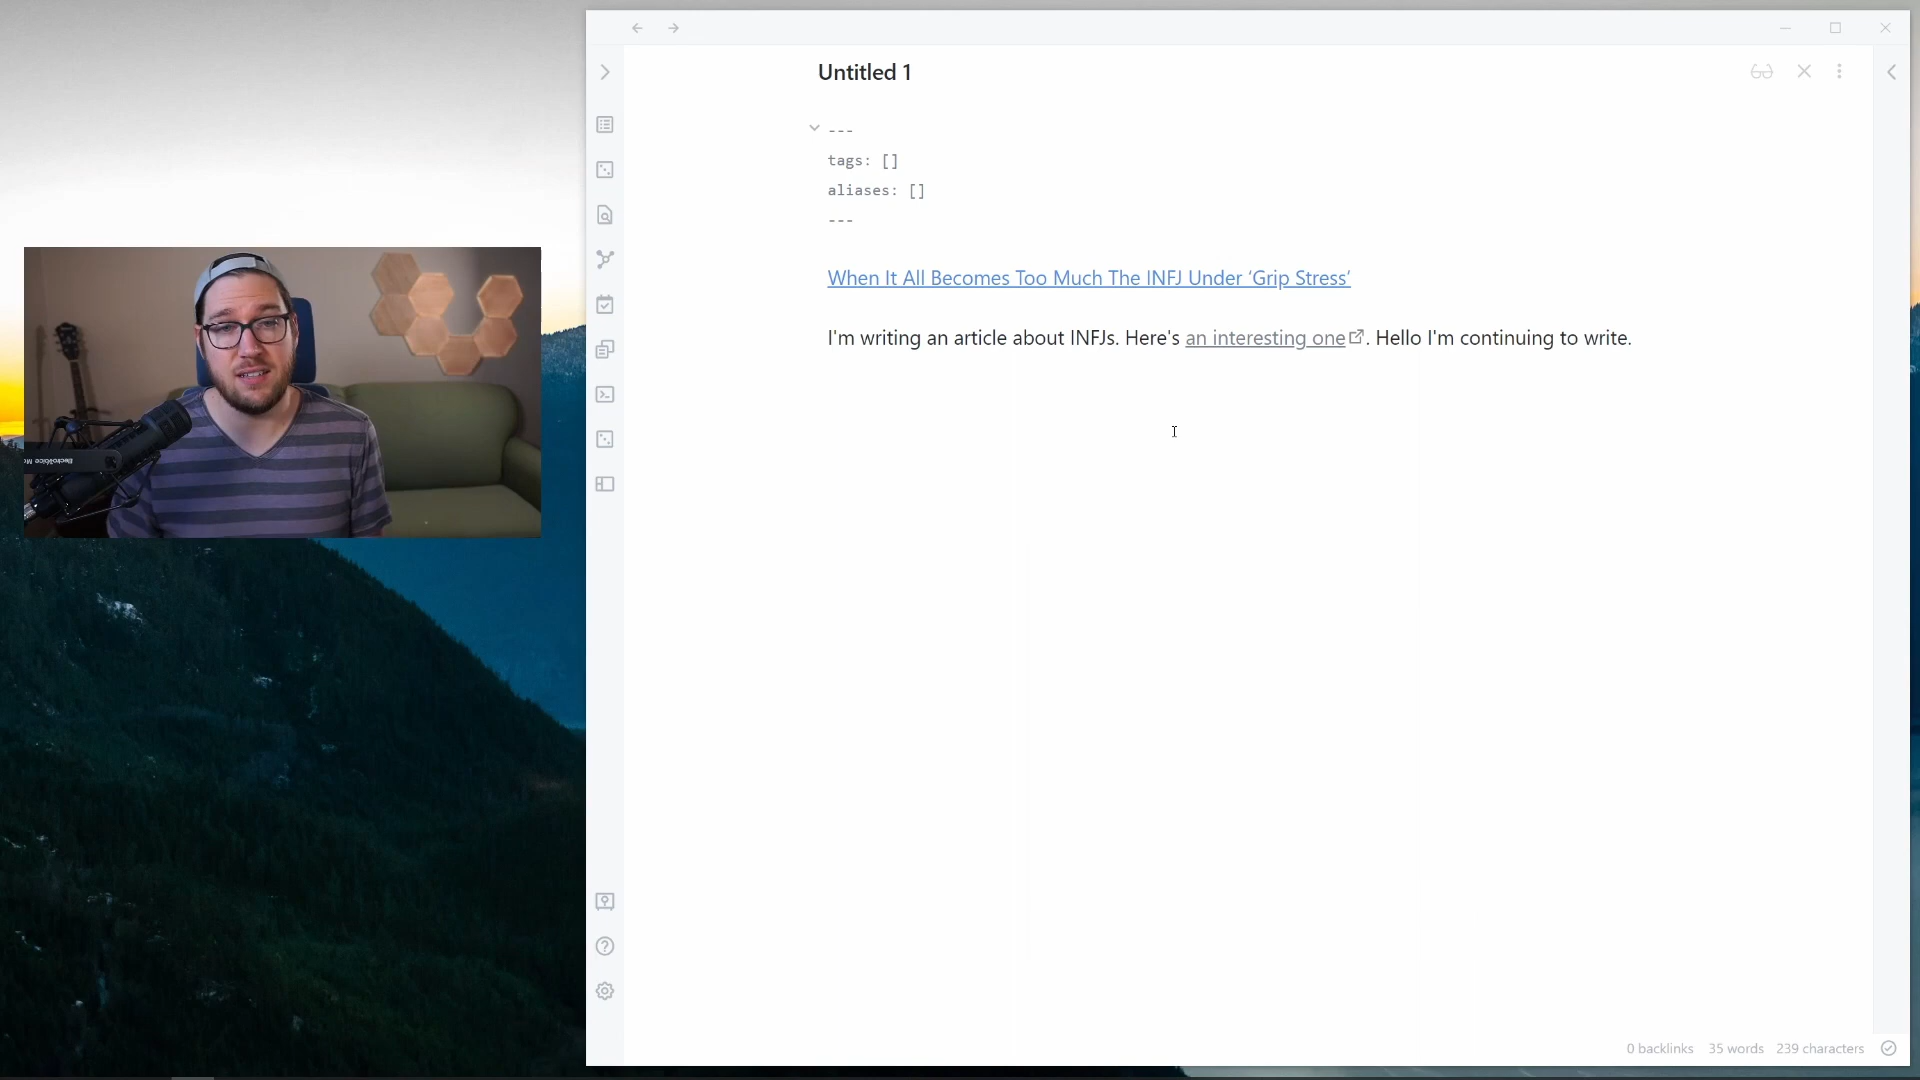 Untitled 1
---
tags: []
aliases: []
---
When It All Becomes Too Much The INFJ Under ‘Grip Stress’
I'm writing an article about INFJs. Here's an interesting one. Hello I'm continuing to write.
0 backlinks 35 words 239 characters